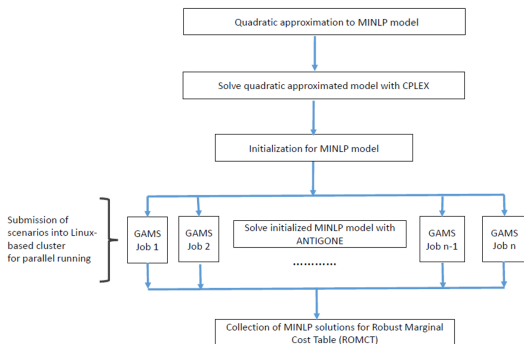 Quadratic approximation to MINLP model
Solve quadratic approximated model with CPLEX
Initialization for MINLP model
Submission of
scenarios into Linux-
based cluster
for parallel running
GAMS
Job 1
GAMS
Job 2
Solve initialized MINLP model with
ANTIGONE
…………
GAMS
Job n-1
GAMS
Job n
Collection of MINLP solutions for Robust Marginal
Cost Table (ROMCT)